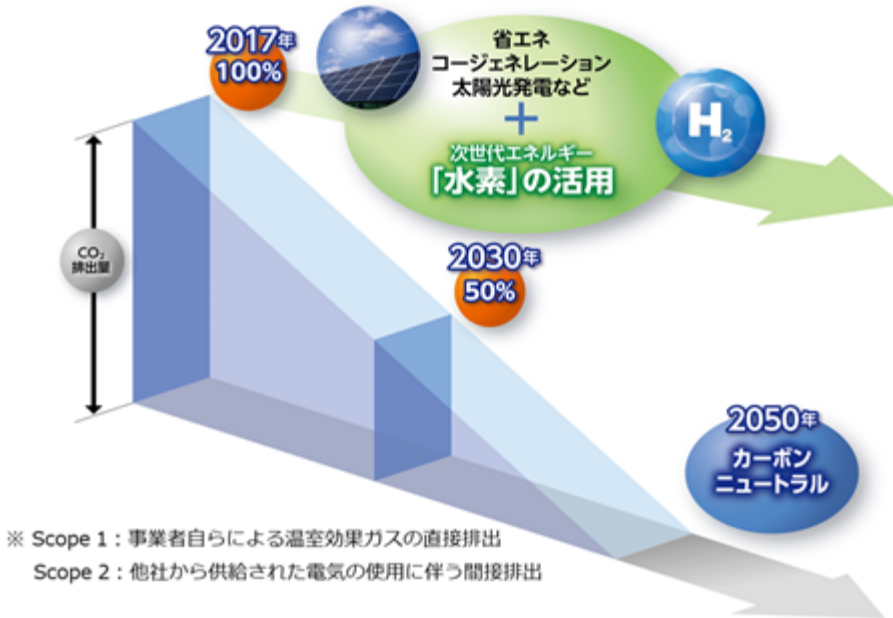 2017年
100%
省エネ
コージェネレーション
太陽光発電など
+
次世代エネルギー
「水素」の活用
H₂
CO₂
排出量
2030年
50%
2050年
カーボン
ニュートラル
※ Scope 1：事業者自らによる温室効果ガスの直接排出
Scope 2：他社から供給された電気の使用に伴う間接排出